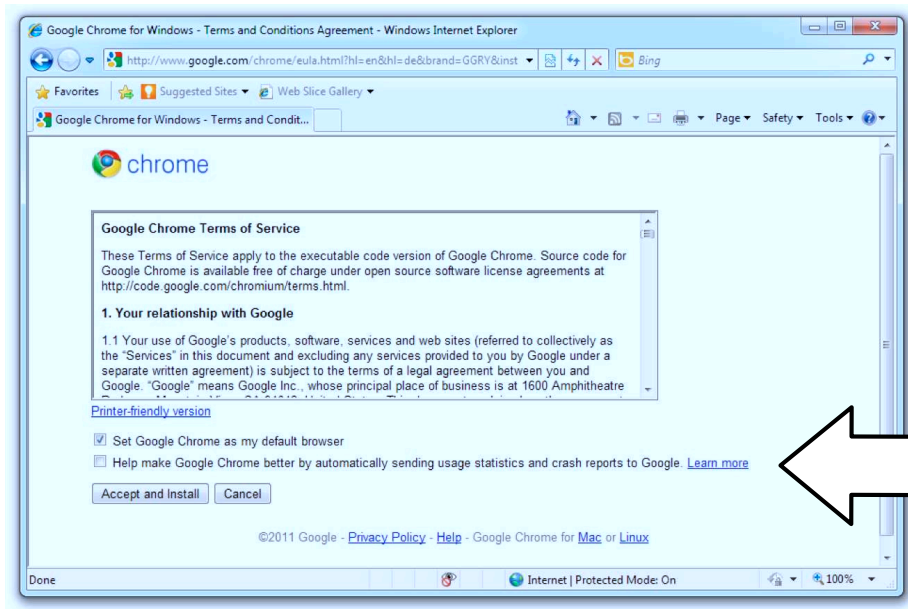 Google Chrome for Windows - Terms and Conditions Agreement - Windows Internet Explorer
http://www.google.com/chrome/eula.html?hl=en&hl=de&brand=GGRY&inst
Bing
Favorites Suggested Sites Web Slice Gallery
Google Chrome for Windows - Terms and Condit... Page Safety Tools
chrome
Google Chrome Terms of Service
These Terms of Service apply to the executable code version of Google Chrome. Source code for
Google Chrome is available free of charge under open source software license agreements at
http://code.google.com/chromium/terms.html.
1. Your relationship with Google
1.1 Your use of Google's products, software, services and web sites (referred to collectively as
the “Services” in this document and excluding any services provided to you by Google under a
separate written agreement) is subject to the terms of a legal agreement between you and
Google. “Google” means Google Inc., whose principal place of business is at 1600 Amphitheatre
Printer-friendly version
Set Google Chrome as my default browser
Help make Google Chrome better by automatically sending usage statistics and crash reports to Google. Learn more
Accept and Install Cancel
©2011 Google - Privacy Policy - Help - Google Chrome for Mac or Linux
Done Internet | Protected Mode: On 100%